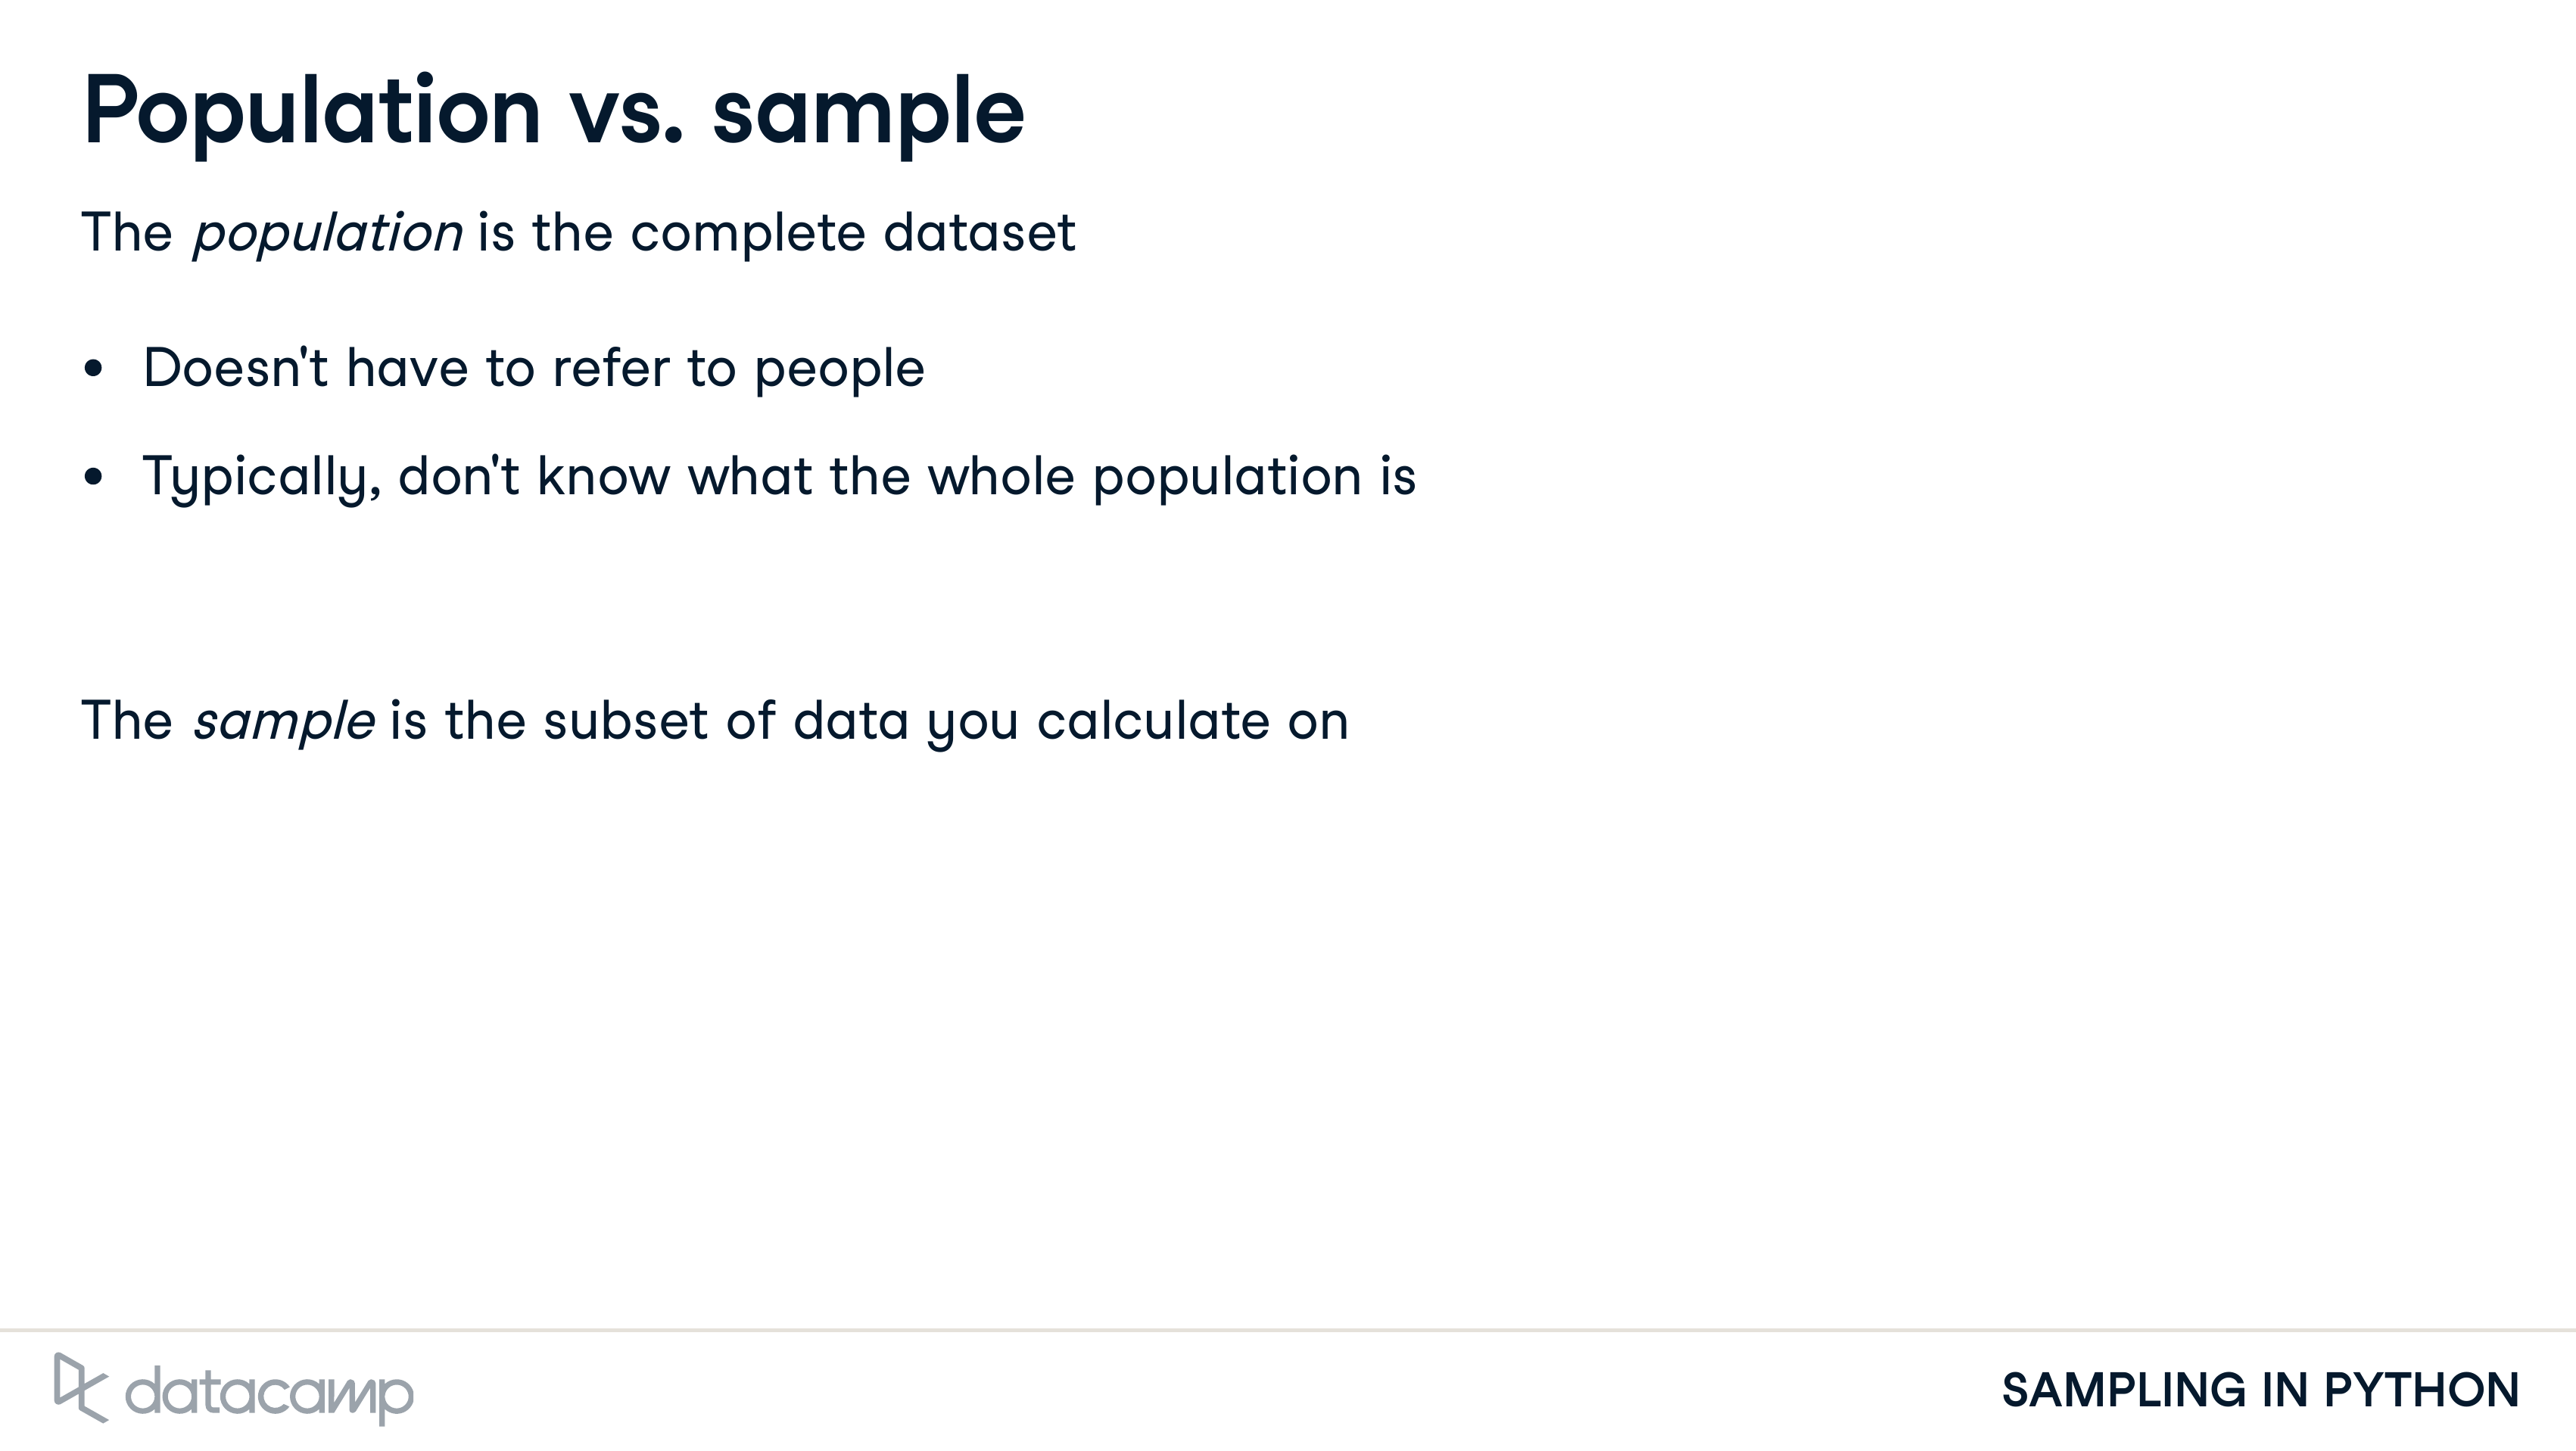 Population vs. sample
The population is the complete dataset
• Doesn't have to refer to people
• Typically, don't know what the whole population is
The sample is the subset of data you calculate on
datacamp
SAMPLING IN PYTHON